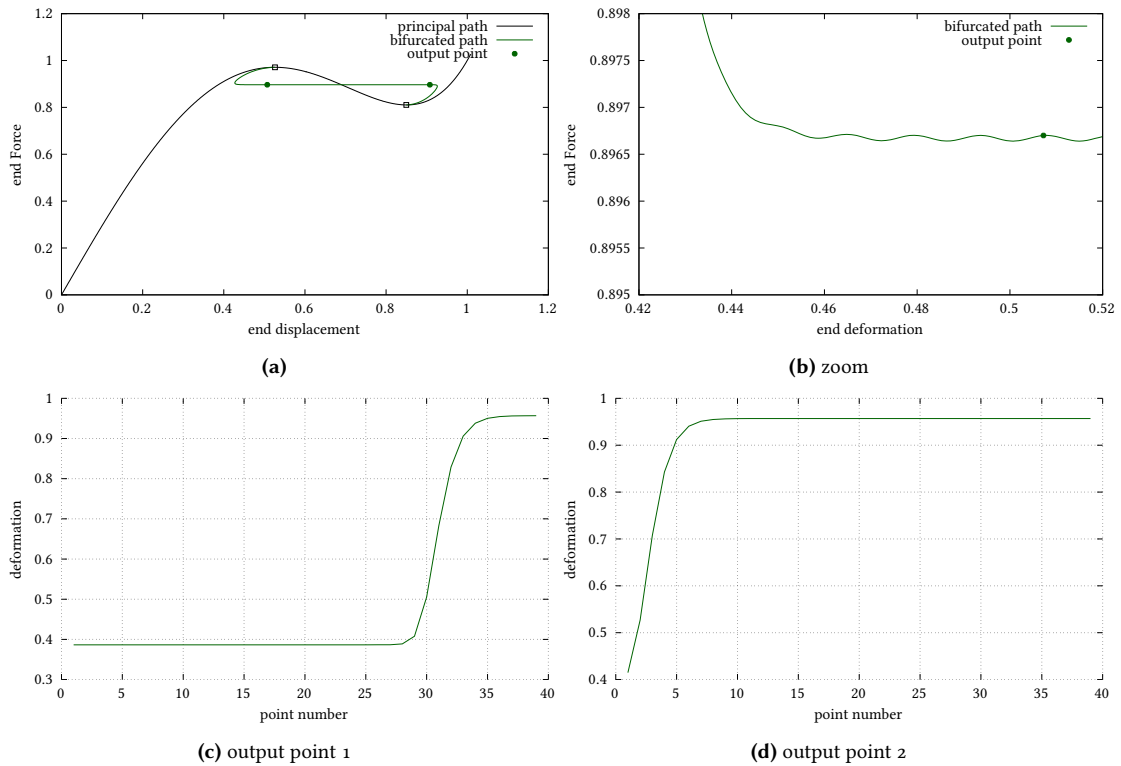 1.2
1
0.8
0.6
0.4
0.2
0
end Force
0 0.2 0.4 0.6 0.8 1 1.2
end displacement
principal path
bifurcated path
output point
(a)
0.898
0.8975
0.897
0.8965
0.896
0.8955
0.895
end Force
0.42 0.44 0.46 0.48 0.5 0.52
end deformation
bifurcated path
output point
(b) zoom
1
0.9
0.8
0.7
0.6
0.5
0.4
0.3
deformation
0 5 10 15 20 25 30 35 40
point number
(c) output point 1
1
0.9
0.8
0.7
0.6
0.5
0.4
deformation
0 5 10 15 20 25 30 35 40
point number
(d) output point 2